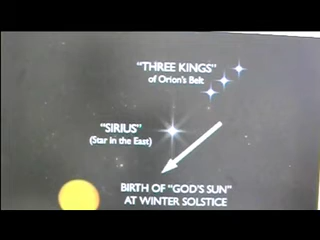 "THREE KINGS"
of Orion's Belt
"SIRIUS"
(Star in the East)
BIRTH OF "GOD'S SUN"
AT WINTER SOLSTICE